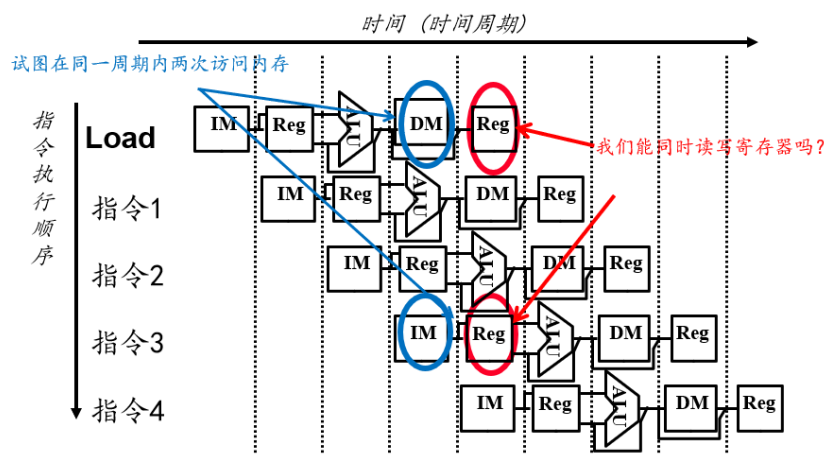 时间 (时间周期)
试图在同一周期内两次访问内存
指令执行顺序
Load IM Reg ALU DM Reg
我们能同时读写寄存器吗?
指令1 IM Reg ALU DM Reg
指令2 IM Reg ALU DM Reg
指令3 IM Reg ALU DM Reg
指令4 IM Reg ALU DM Reg